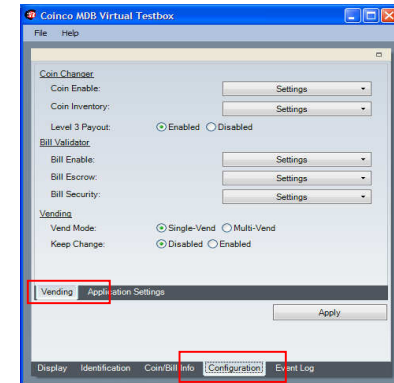 Coinco MDB Virtual Testbox
File Help
Coin Changer
Coin Enable: Settings
Coin Inventory: Settings
Level 3 Payout: Enabled Disabled
Bill Validator
Bill Enable: Settings
Bill Escrow: Settings
Bill Security: Settings
Vending
Vend Mode: Single-Vend Multi-Vend
Keep Change: Disabled Enabled
Vending Application Settings
Apply
Display Identification Coin/Bill Info Configuration Event Log